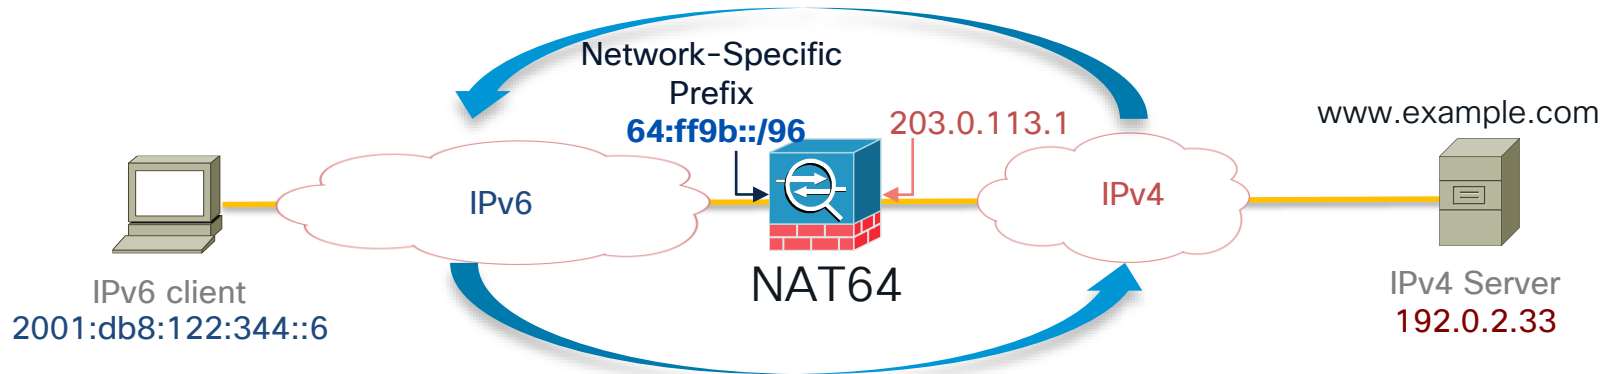 Network-Specific
Prefix
64:ff9b::/96
203.0.113.1
www.example.com
IPv6
IPv4
NAT64
IPv6 client
2001:db8:122:344::6
IPv4 Server
192.0.2.33